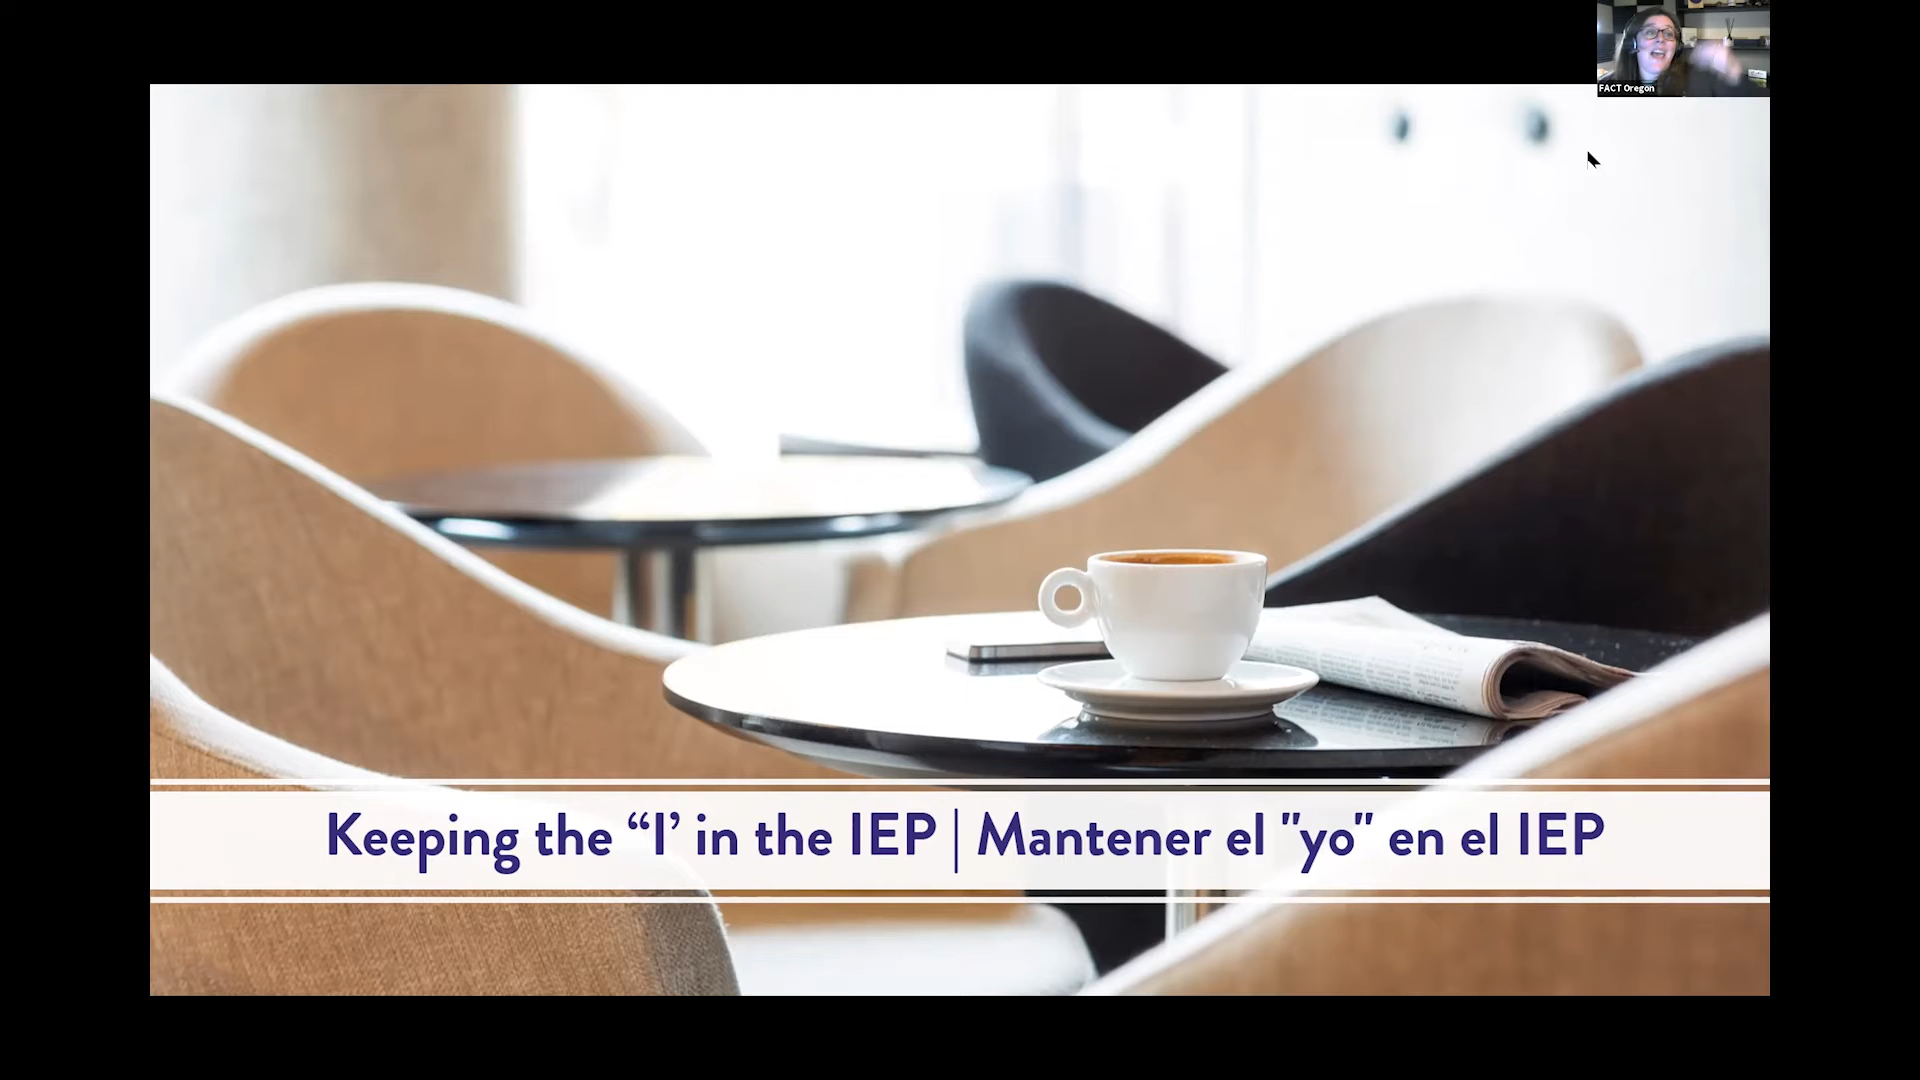 FACT Oregon
Keeping the “I’ in the IEP | Mantener el "yo" en el IEP